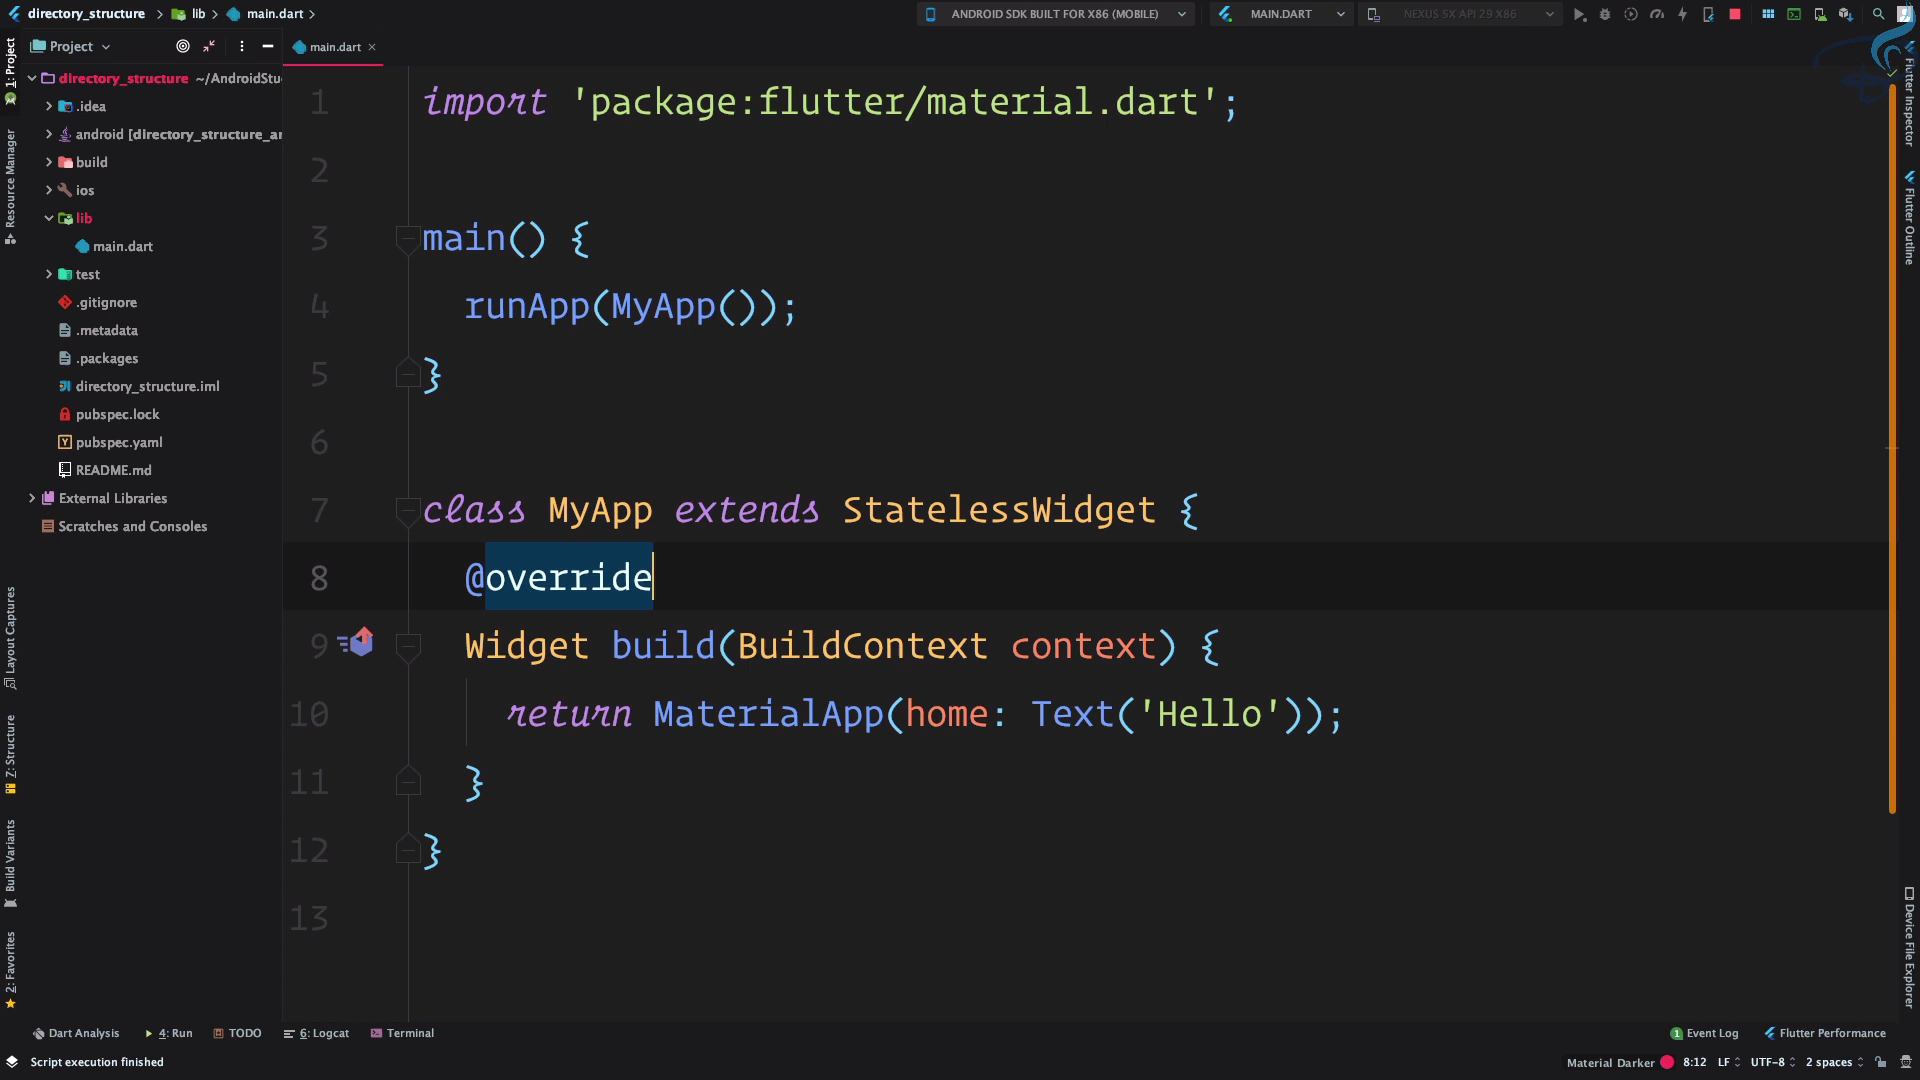 directory_structure
lib
main.dart
ANDROID SDK BUILT FOR X86 (MOBILE)
MAIN.DART
NEXUS 5X API 29 X86
Project
main.dart
directory_structure ~/AndroidStu
.idea
android [directory_structure_an
build
ios
lib
main.dart
test
.gitignore
.metadata
.packages
directory_structure.iml
pubspec.lock
pubspec.yaml
README.md
External Libraries
Scratches and Consoles
1: Project
Resource Manager
Layout Captures
Z: Structure
Build Variants
2: Favorites
1 import 'package:flutter/material.dart';
2
3 main() {
4 runApp(MyApp());
5 }
6
7 class MyApp extends StatelessWidget {
8 @override
9 Widget build(BuildContext context) {
10 return MaterialApp(home: Text('Hello'));
11 }
12 }
13
Flutter Inspector
Flutter Outline
Device File Explorer
Dart Analysis
4: Run
TODO
6: Logcat
Terminal
1 Event Log
Flutter Performance
Script execution finished
Material Darker
8:12
LF
UTF-8
2 spaces